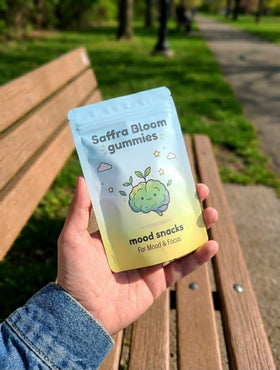 Saffra Bloom
gummies
mood snacks
For Mood & Focus